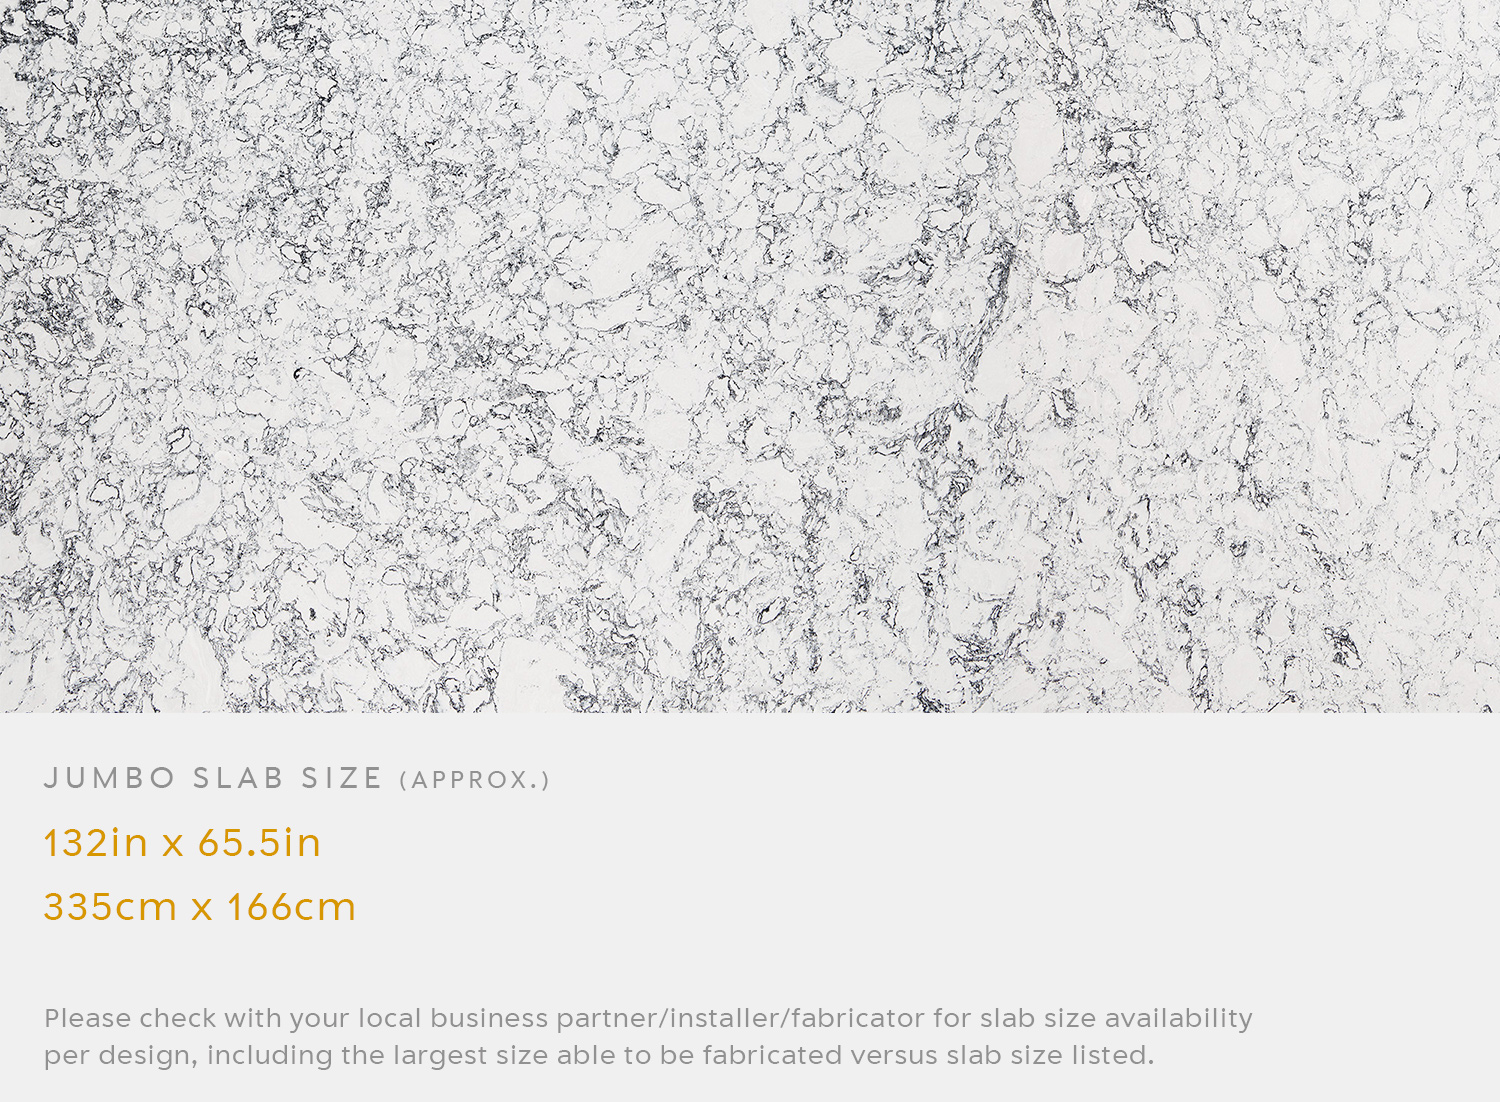 JUMBO SLAB SIZE (APPROX.)
132in x 65.5in
335cm x 166cm
Please check with your local business partner/installer/fabricator for slab size availability
per design, including the largest size able to be fabricated versus slab size listed.